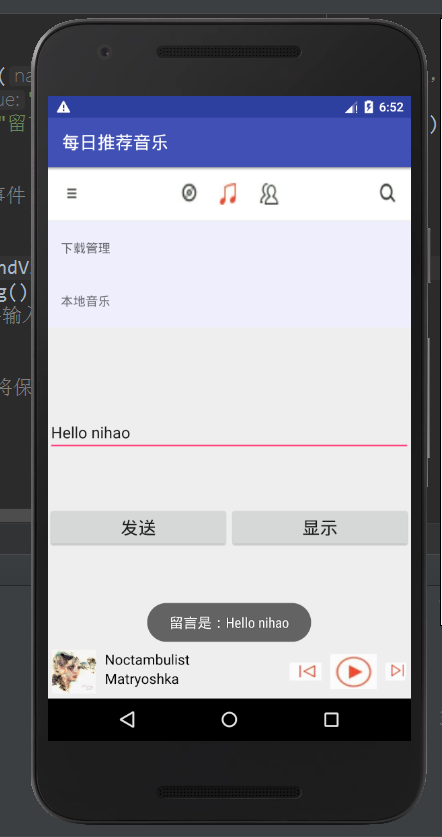 6:52
每日推荐音乐
下载管理
本地音乐
Hello nihao
发送
显示
留言是：Hello nihao
Noctambulist
Matryoshka
( na
ue: "
"留
)
事件
ndV
g()
输入
将保